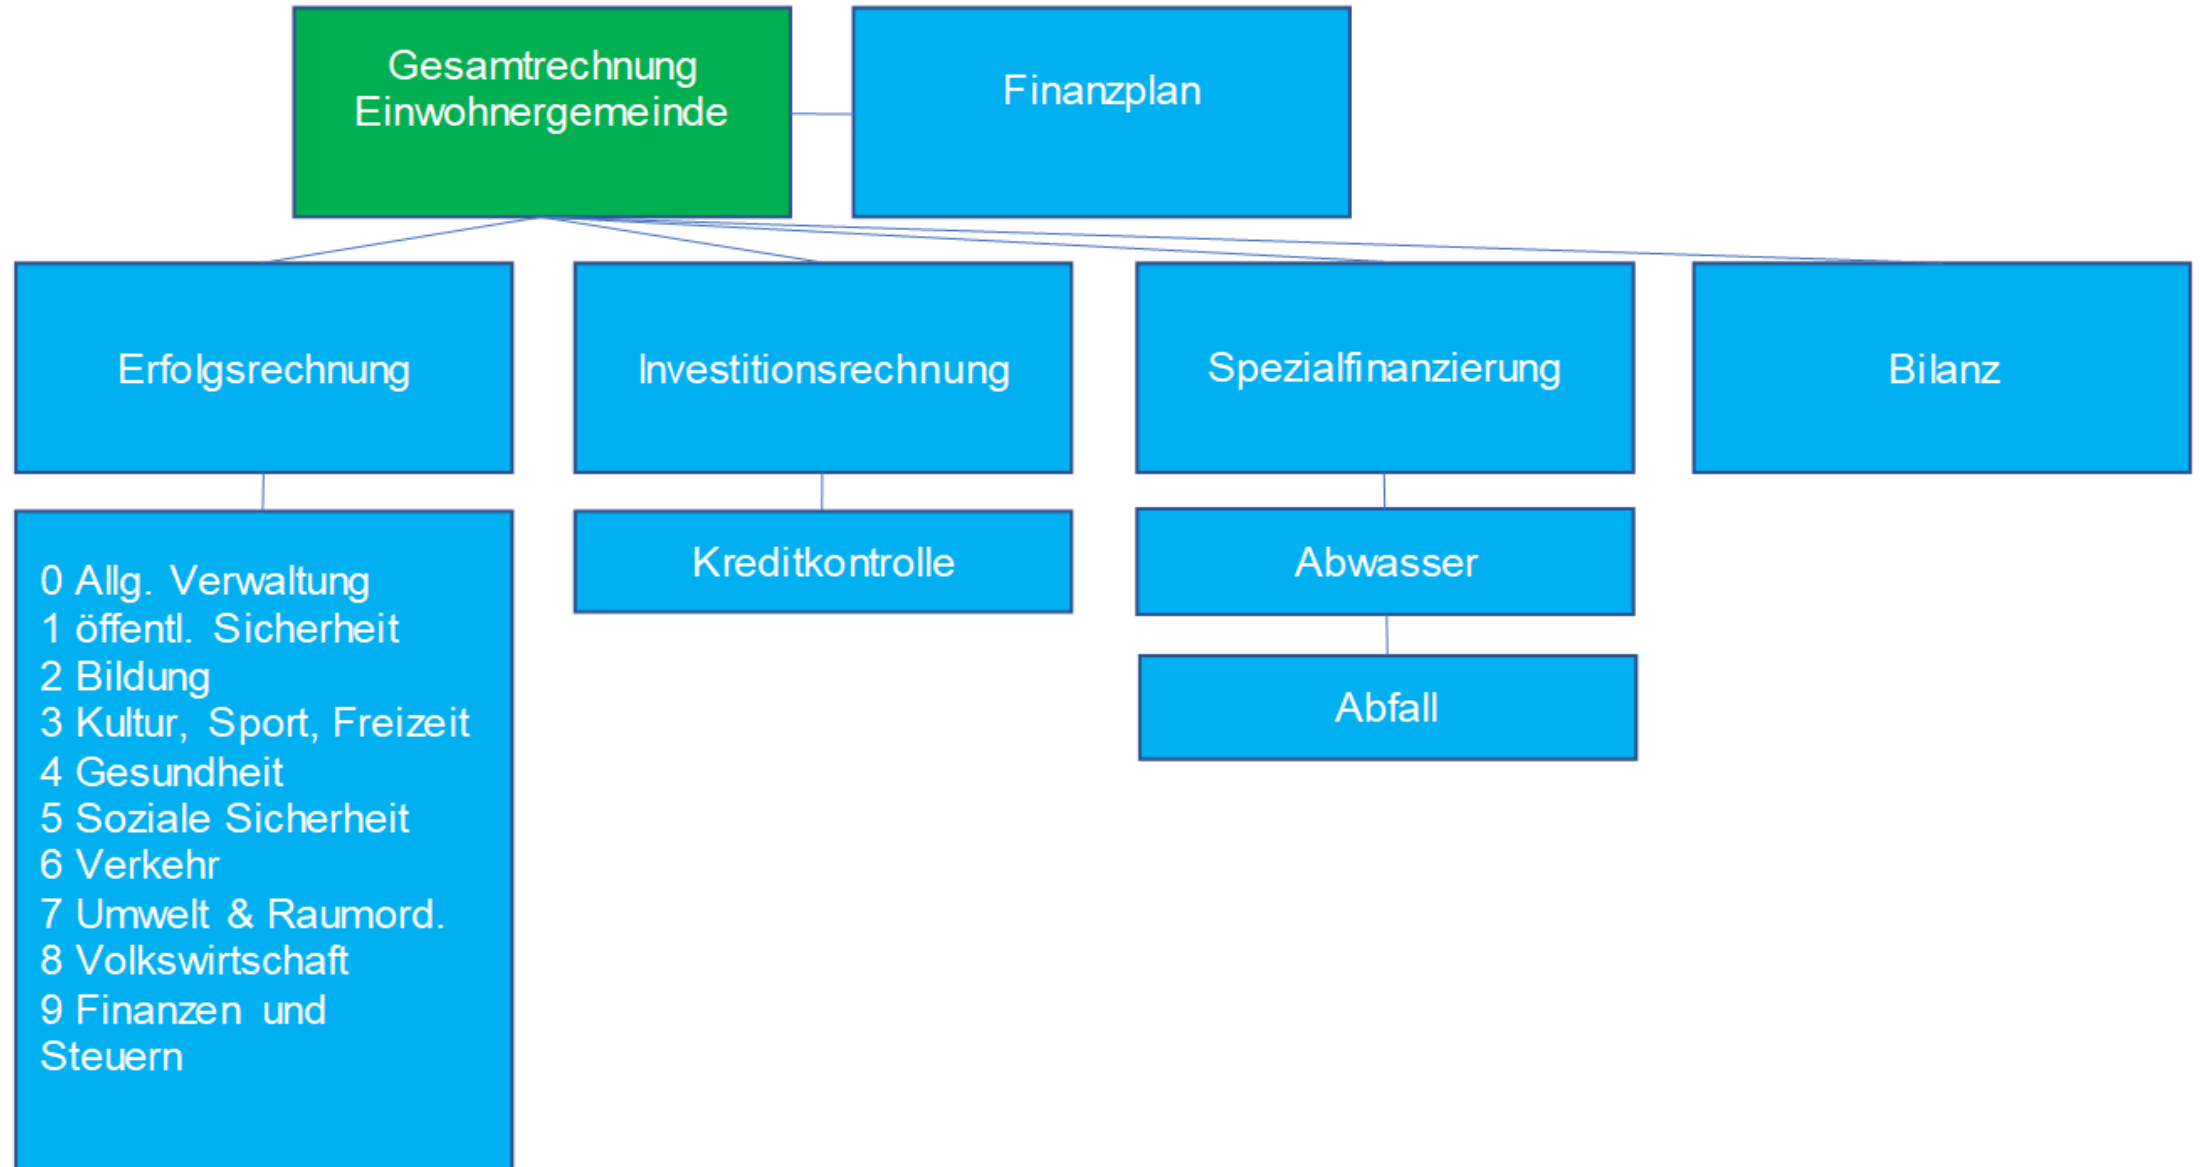 Gesamtrechnung
Einwohnergemeinde
Finanzplan
Erfolgsrechnung
Investitionsrechnung
Spezialfinanzierung
Bilanz
0 Allg. Verwaltung
1 öffentl. Sicherheit
2 Bildung
3 Kultur, Sport, Freizeit
4 Gesundheit
5 Soziale Sicherheit
6 Verkehr
7 Umwelt & Raumord.
8 Volkswirtschaft
9 Finanzen und
Steuern
Kreditkontrolle
Abwasser
Abfall